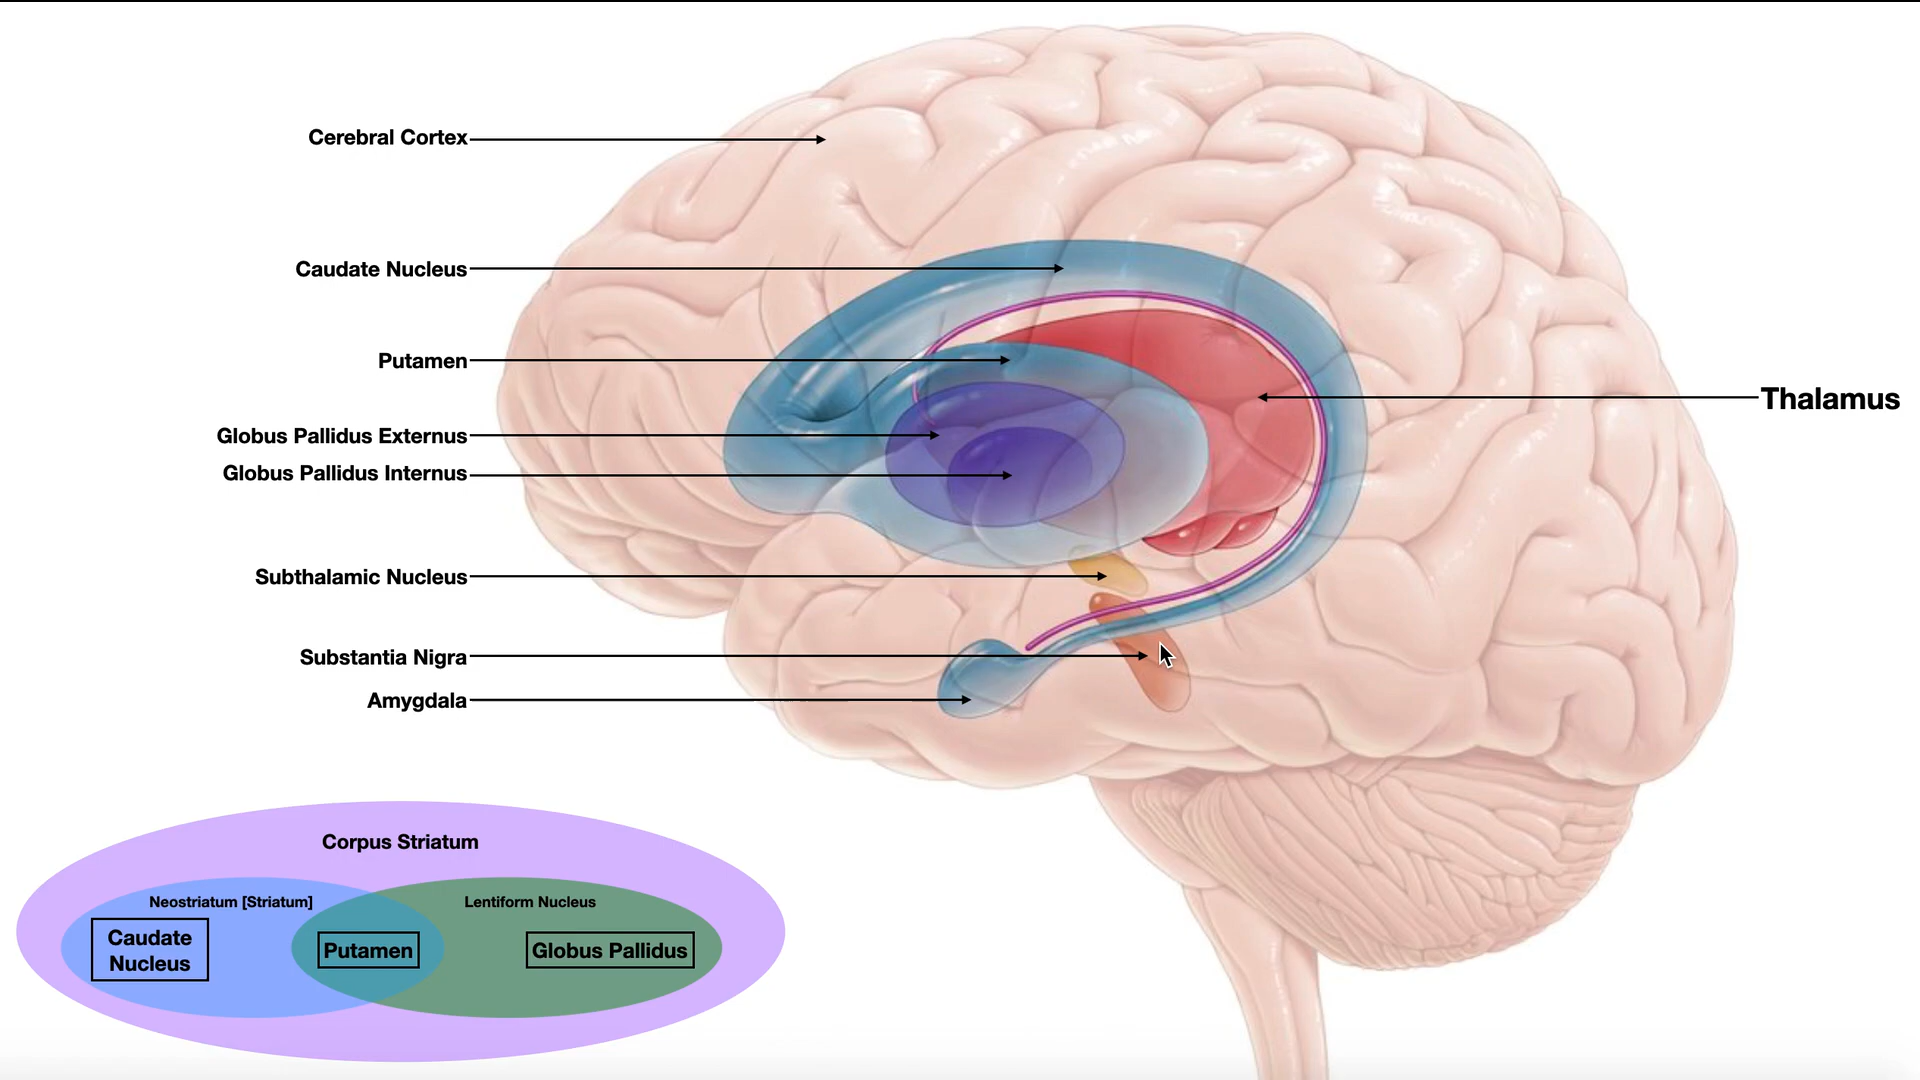 Cerebral Cortex
Caudate Nucleus
Putamen
Thalamus
Globus Pallidus Externus
Globus Pallidus Internus
Subthalamic Nucleus
Substantia Nigra
Amygdala
Corpus Striatum
Neostriatum [Striatum]
Lentiform Nucleus
Caudate
Nucleus
Putamen
Globus Pallidus